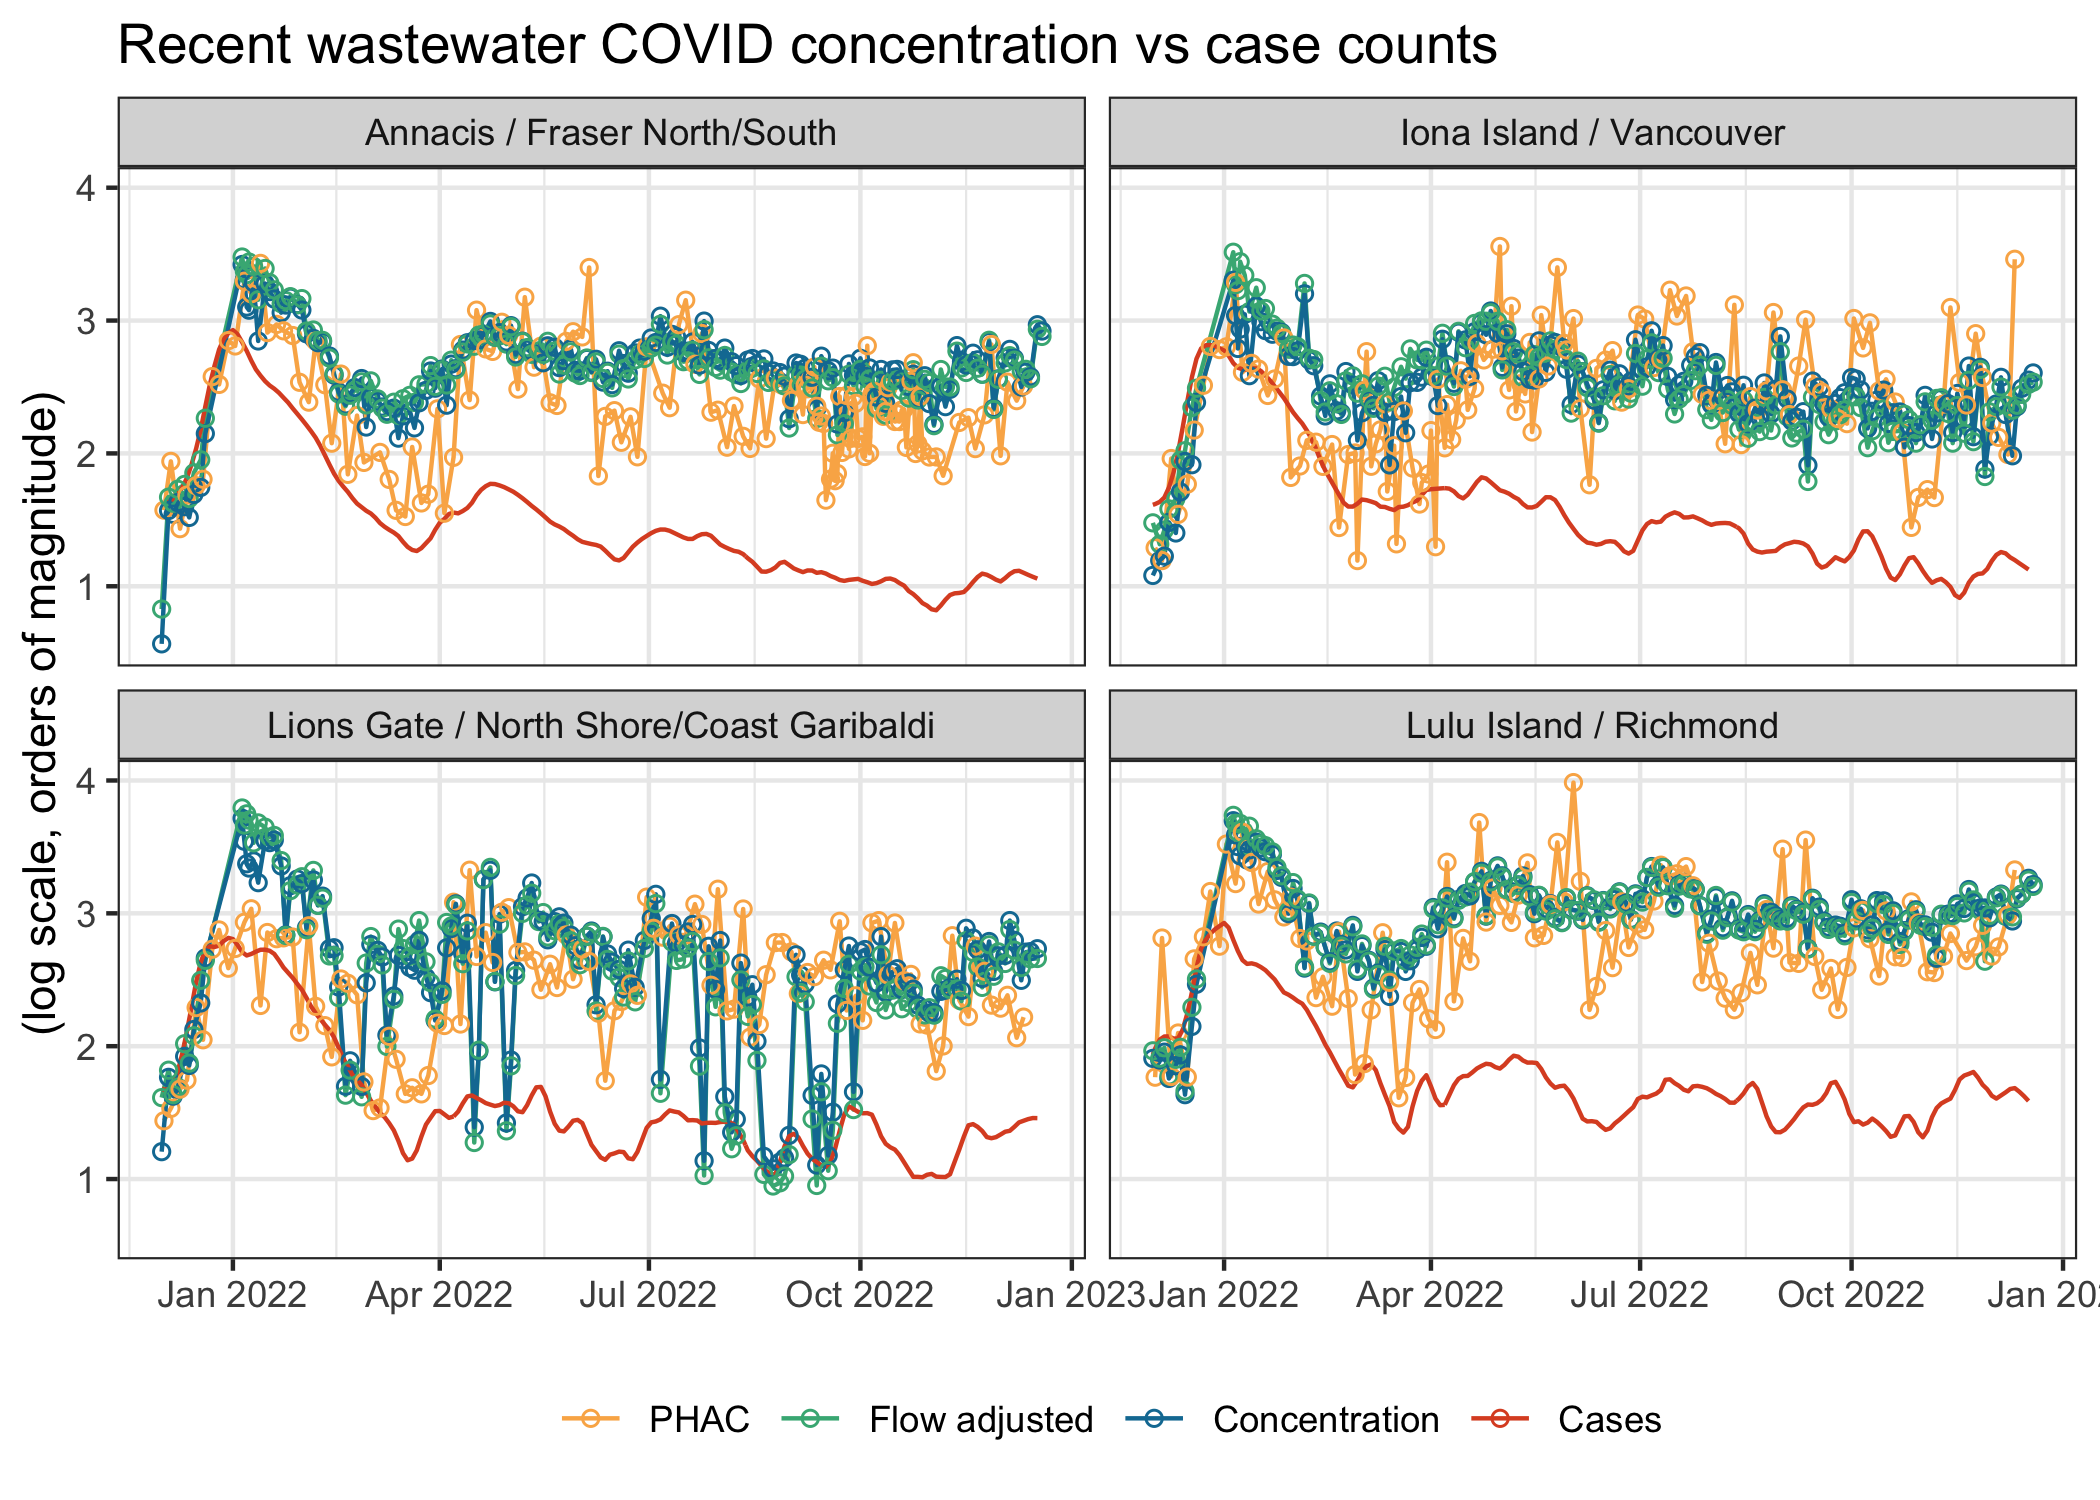 Recent wastewater COVID concentration vs case counts
Annacis / Fraser North/South
Iona Island / Vancouver
4
3
2
1
(log scale, orders of magnitude)
Lions Gate / North Shore/Coast Garibaldi
Lulu Island / Richmond
4
3
2
1
Jan 2022 Apr 2022 Jul 2022 Oct 2022 Jan 2023 Jan 2022 Apr 2022 Jul 2022 Oct 2022 Jan
PHAC Flow adjusted Concentration Cases